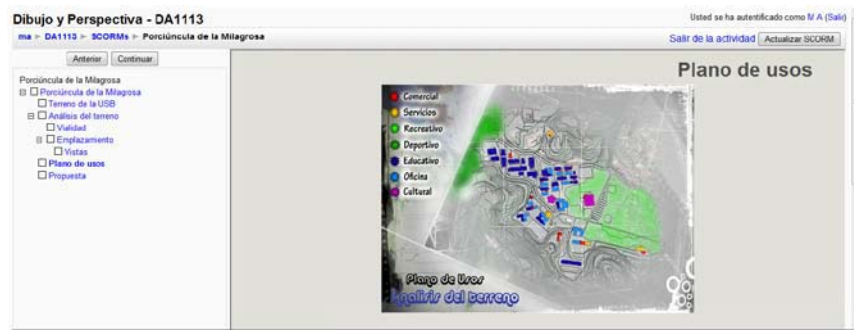 Dibujo y Perspectiva - DA1113
Usted se ha autentificado como M A (Salir)
ma ► DA1113 ► SCORMs ► Porciúncula de la Milagrosa
Salir de la actividad Actualizar SCORM
Anterior Continuar
Porciúncula de la Milagrosa
Porciúncula de la Milagrosa
Terreno de la USB
Análisis del terreno
Vialidad
Emplazamiento
Vistas
Plano de usos
Propuesta
Plano de usos
Comercial
Servicios
Recreativo
Deportivo
Educativo
Oficina
Cultural
Plano de Usos
Analisis del terreno